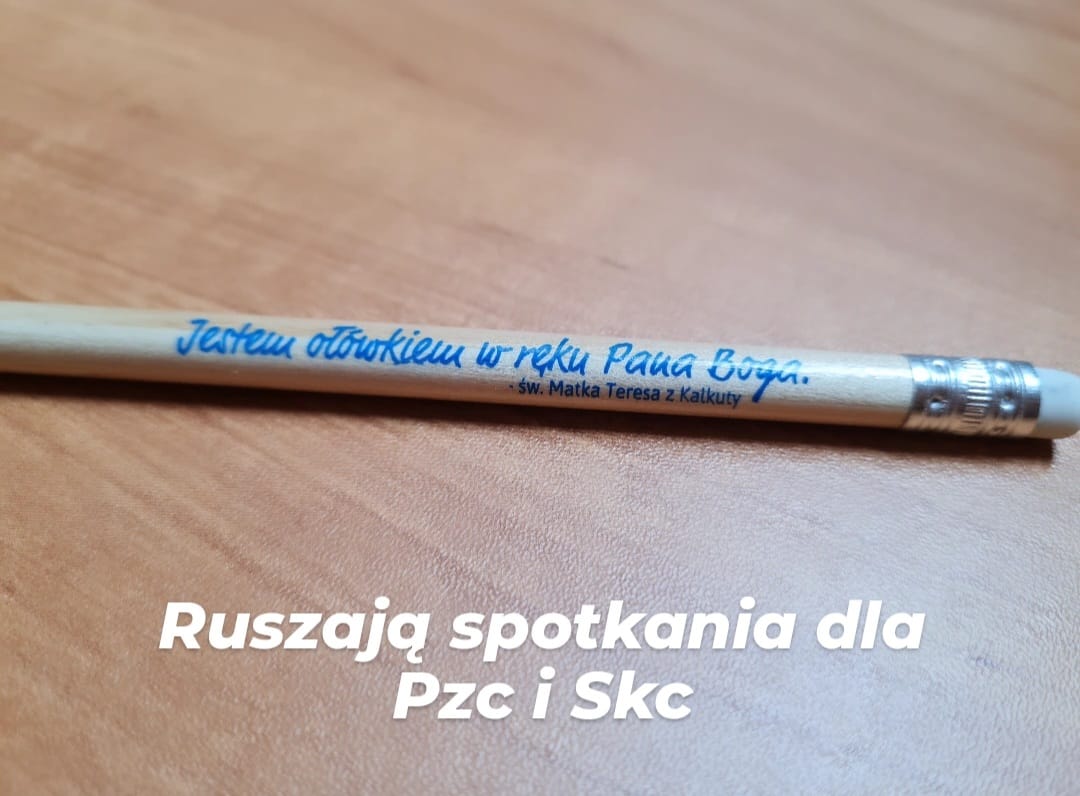 Jestem ołówkiem w ręku Pana Boga.
- św. Matka Teresa z Kalkuty
Ruszają spotkania dla
Pzc i Skc